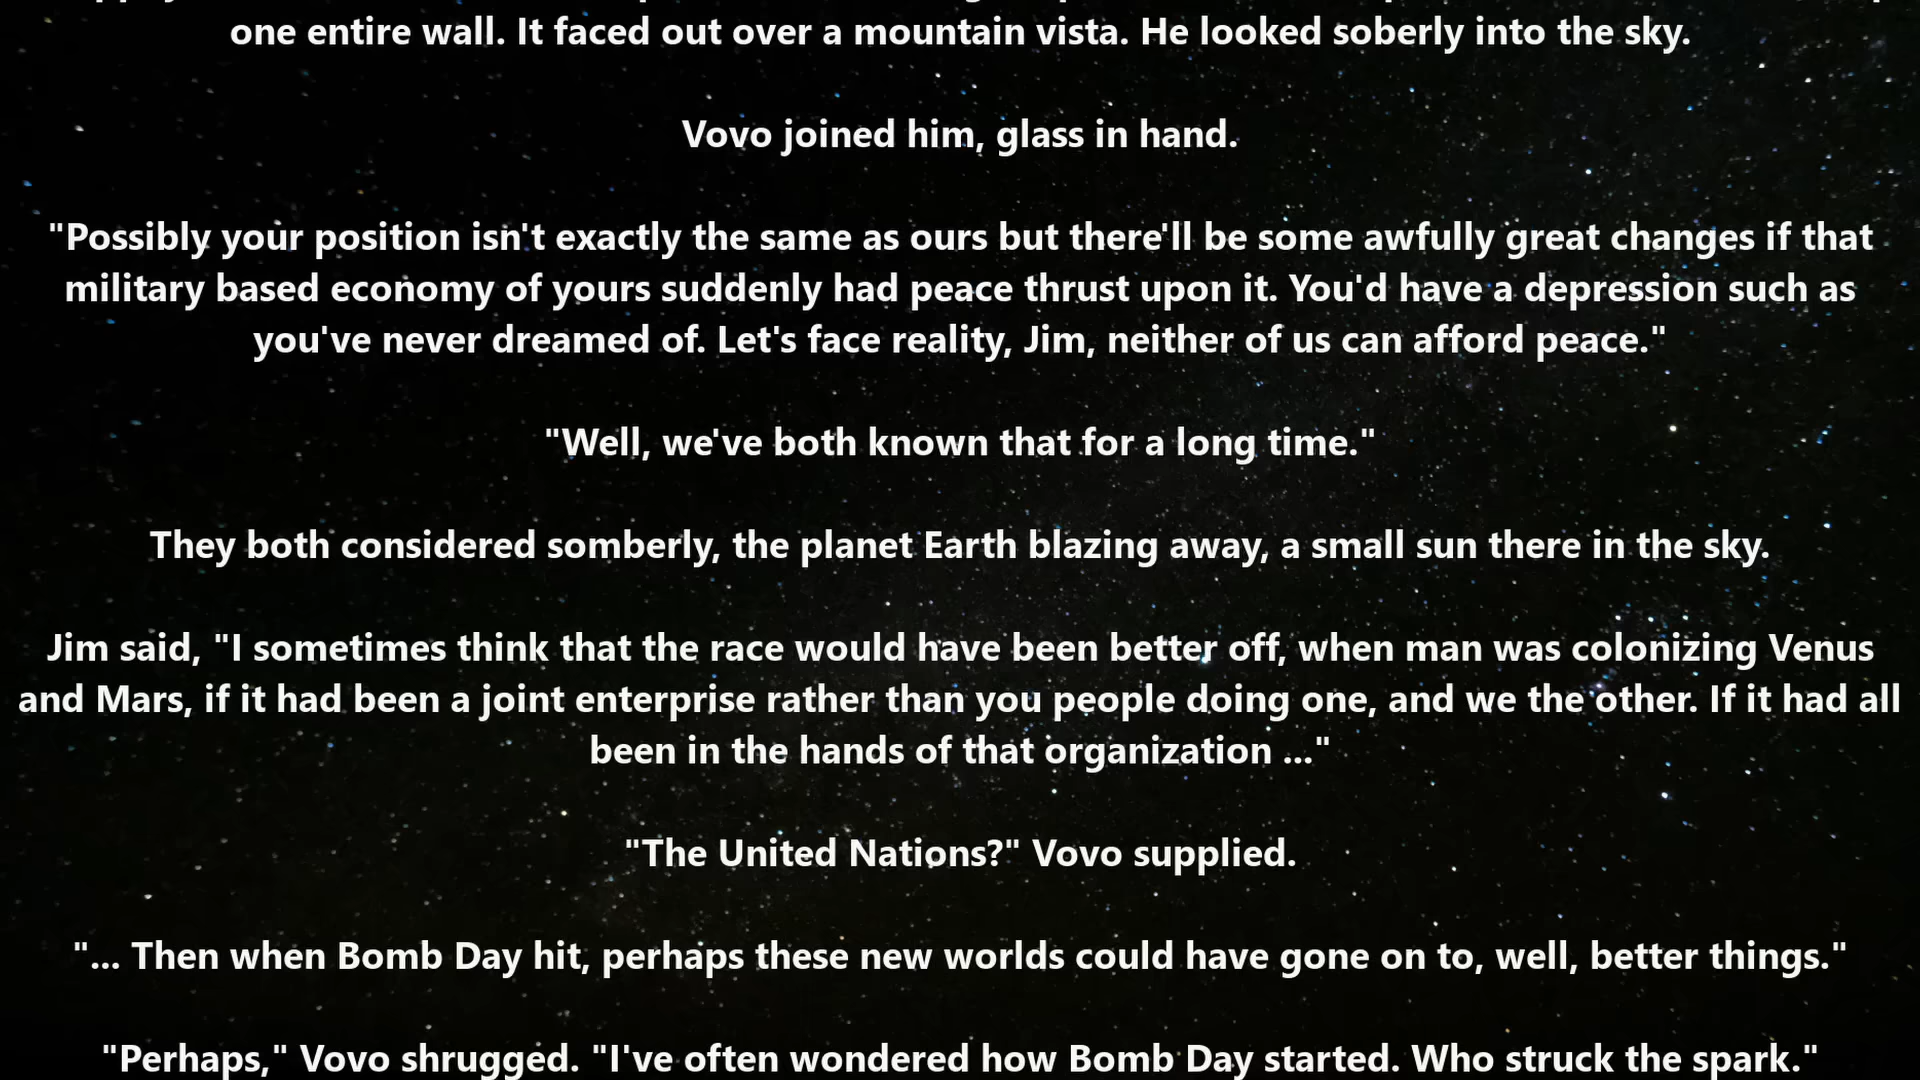 one entire wall. It faced out over a mountain vista. He looked soberly into the sky.
Vovo joined him, glass in hand.
"Possibly your position isn't exactly the same as ours but there'll be some awfully great changes if that
military based economy of yours suddenly had peace thrust upon it. You'd have a depression such as
you've never dreamed of. Let's face reality, Jim, neither of us can afford peace."
"Well, we've both known that for a long time."
They both considered somberly, the planet Earth blazing away, a small sun there in the sky.
Jim said, "I sometimes think that the race would have been better off, when man was colonizing Venus
and Mars, if it had been a joint enterprise rather than you people doing one, and we the other. If it had all
been in the hands of that organization ..."
"The United Nations?" Vovo supplied.
"... Then when Bomb Day hit, perhaps these new worlds could have gone on to, well, better things."
"Perhaps," Vovo shrugged. "I've often wondered how Bomb Day started. Who struck the spark."